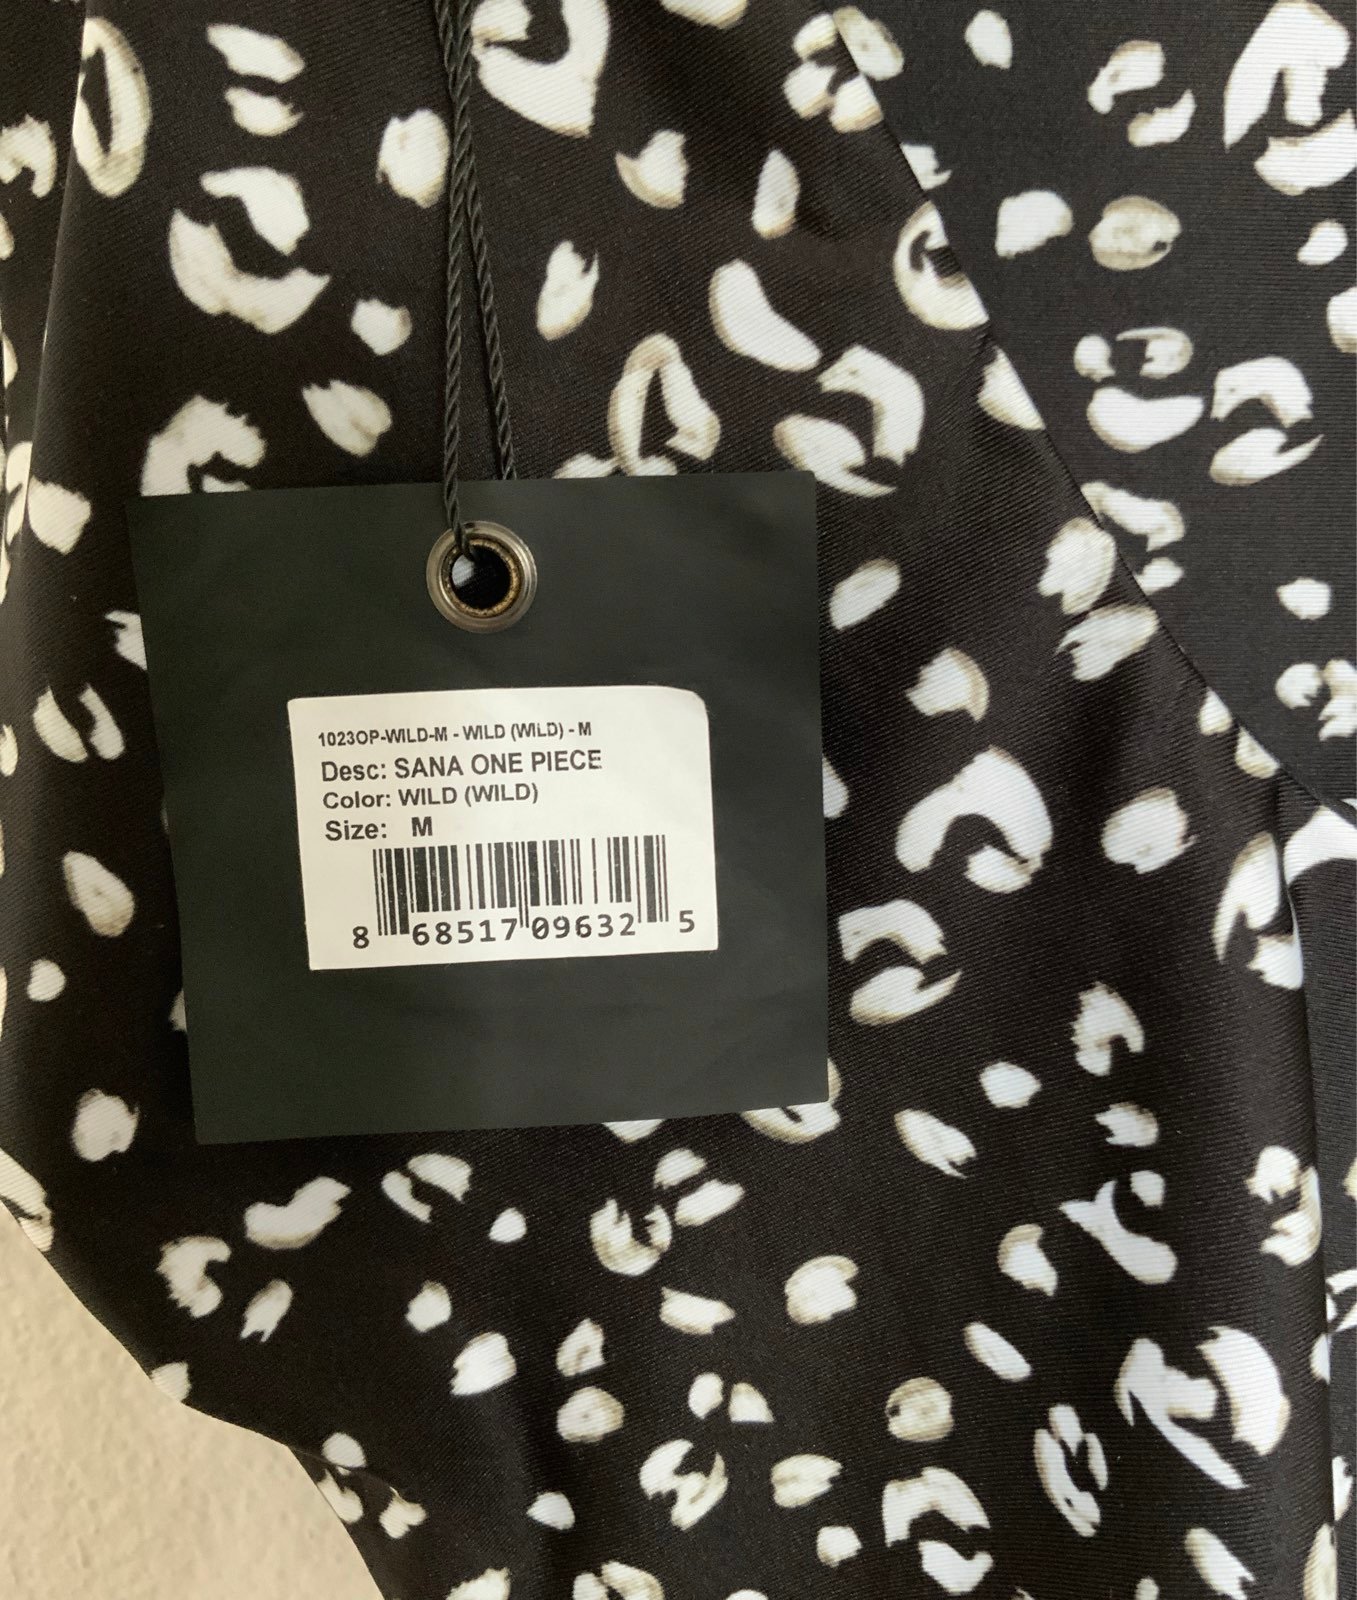 1023OP-WILD-M - WILD (WILD) - M
Desc: SANA ONE PIECE
Color: WILD (WILD)
Size: M
8 68517 09632 5